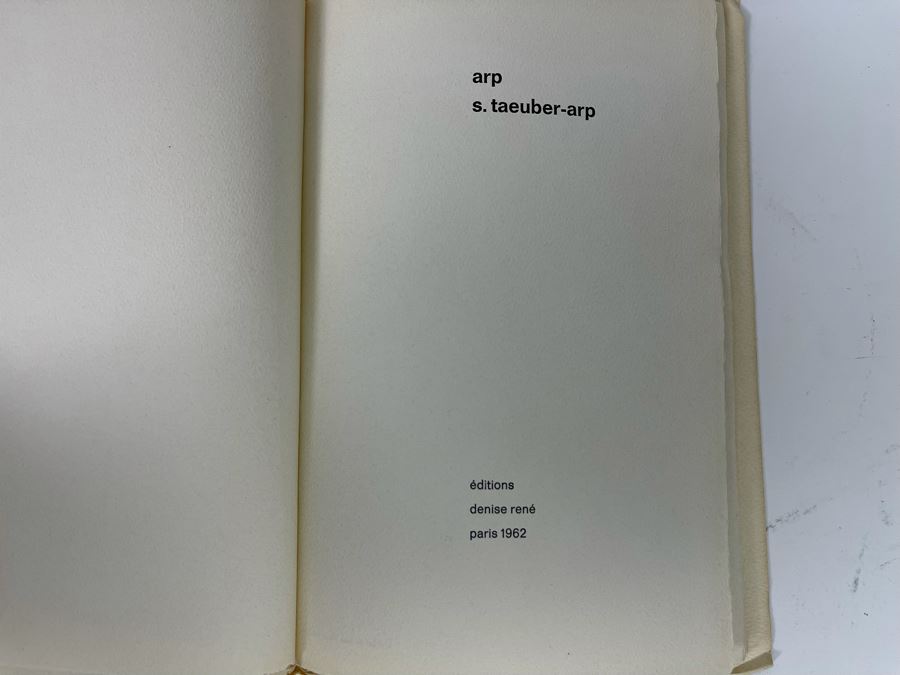 arp
s. taeuber-arp
éditions
denise rené
paris 1962